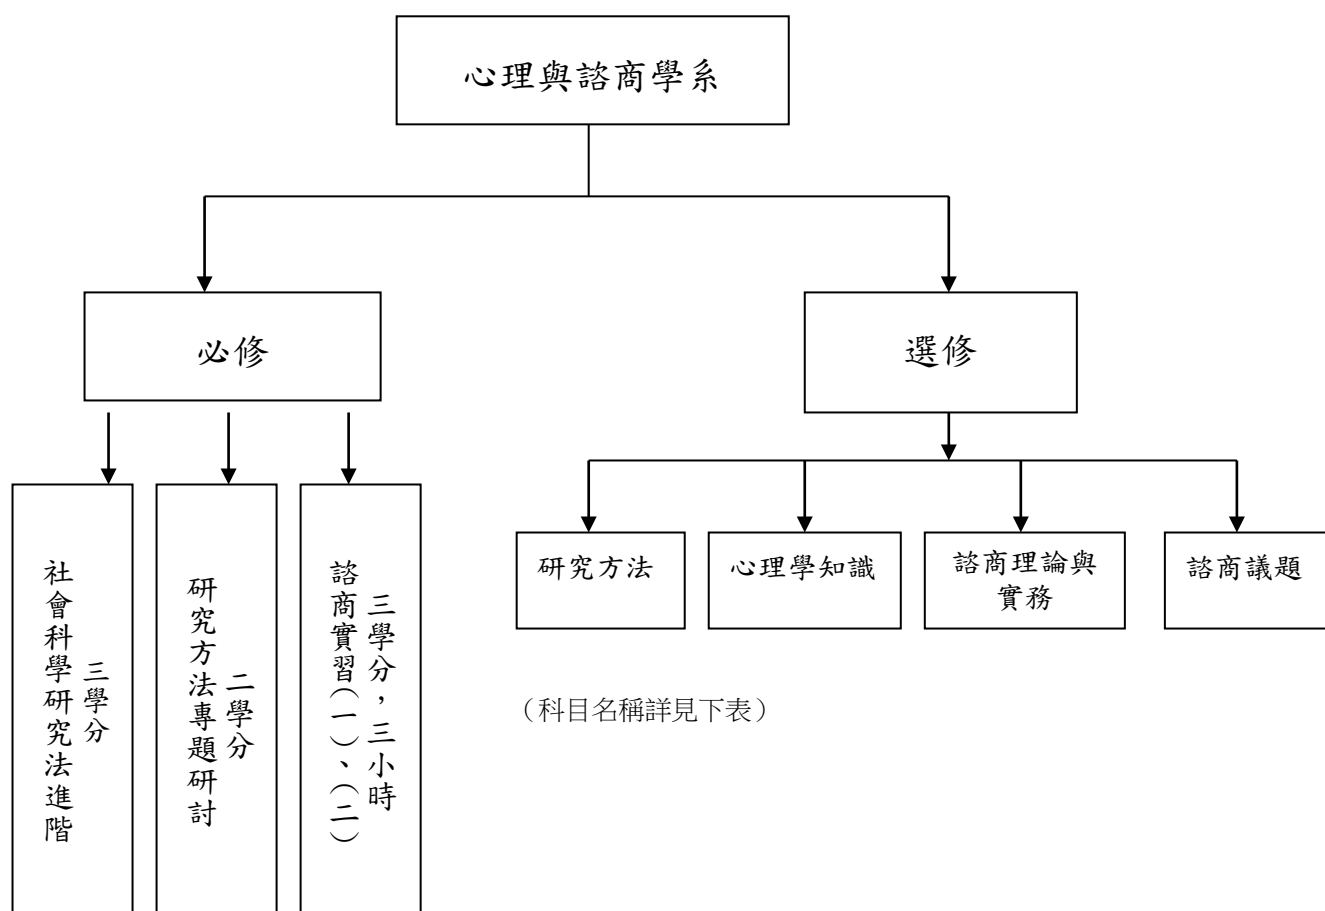 心理與諮商學系
必修
選修
社會科學研究法進階
三學分
研究方法專題研討
二學分
諮商實習(一)、(二)
三學分，三小時
研究方法
心理學知識
諮商理論與
實務
諮商議題
（科目名稱詳見下表）